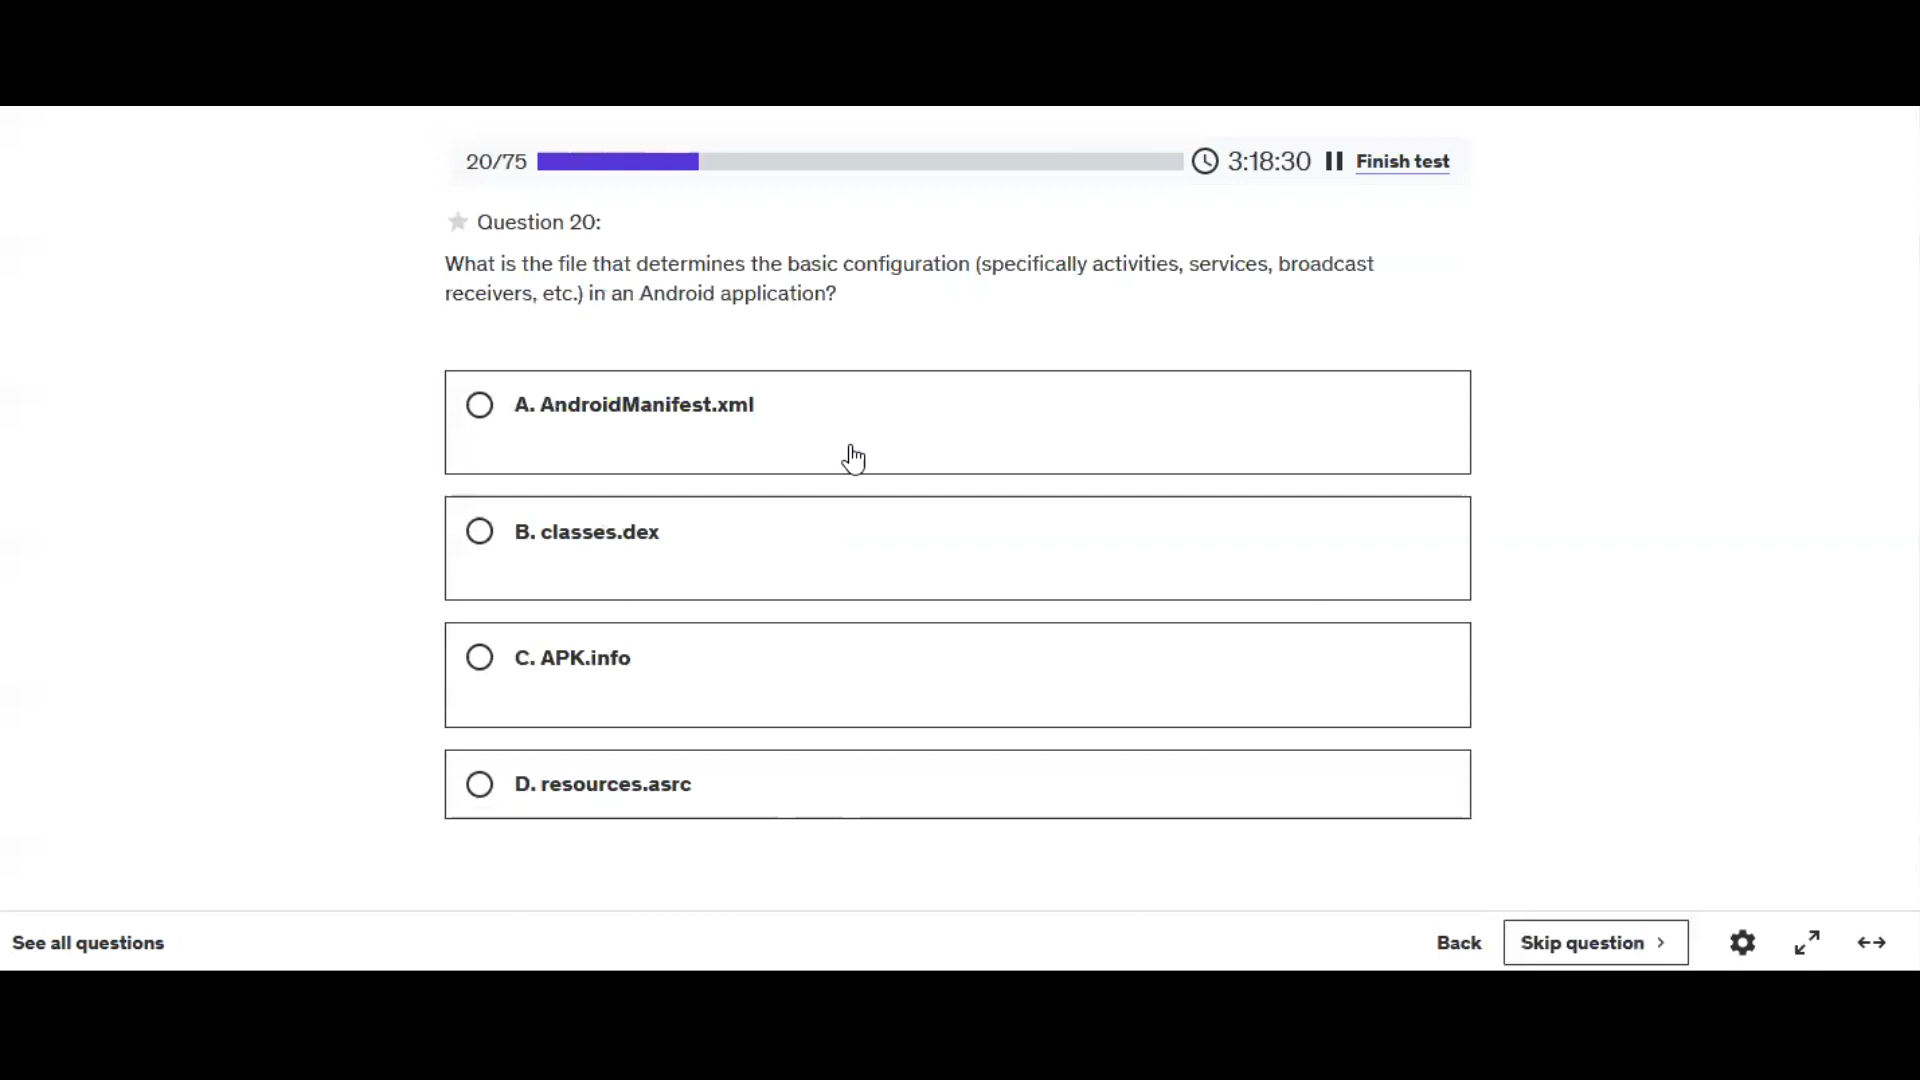 20/75 3:18:30 Finish test
Question 20:
What is the file that determines the basic configuration (specifically activities, services, broadcast
receivers, etc.) in an Android application?
A. AndroidManifest.xml
B. classes.dex
C. APK.info
D. resources.asrc
See all questions Back Skip question